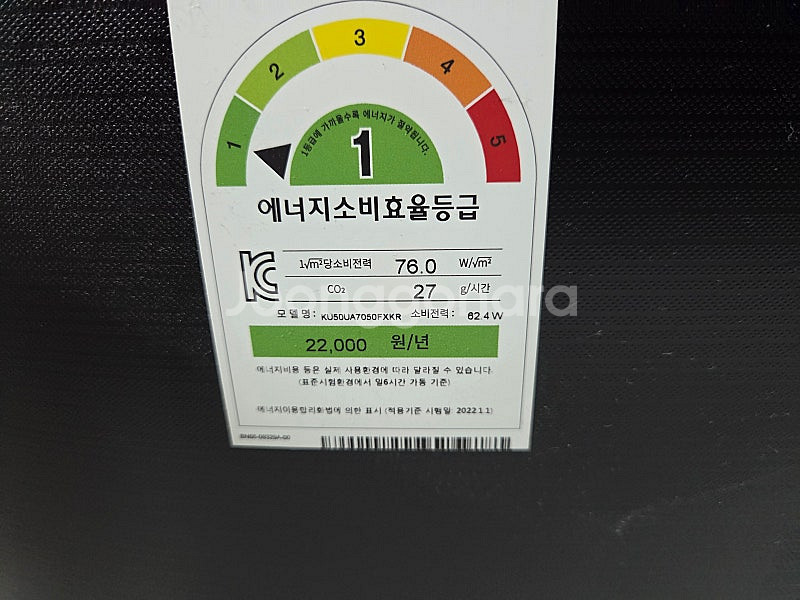 1 2 3 4 5
1등급에 가까울수록 에너지가 절약됩니다.
1
에너지소비효율등급
1√m²당소비전력 76.0 W/√m²
CO₂ 27 g/시간
모델명: KU50UA7050FXKR 소비전력: 62.4W
22,000 원/년
에너지비용 등은 실제 사용환경에 따라 달라질 수 있습니다.
(표준시험환경에서 일6시간 가동 기준)
에너지이용합리화법에 의한 표시 (적용기준 시행일: 2022.1.1)
Joonggonara